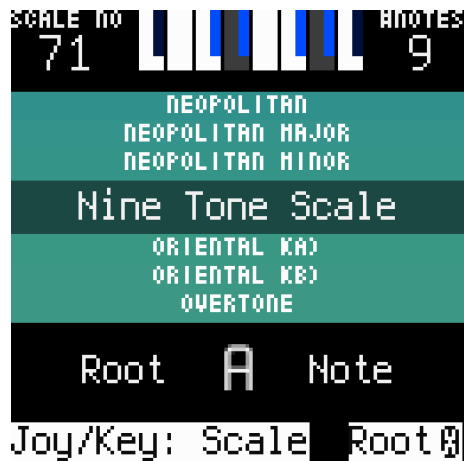 SCALE NO #NOTES
71 9
NEOPOLITAN
NEOPOLITAN MAJOR
NEOPOLITAN MINOR
Nine Tone Scale
ORIENTAL (A)
ORIENTAL (B)
OVERTONE
Root A Note
Joy/Key: Scale Root